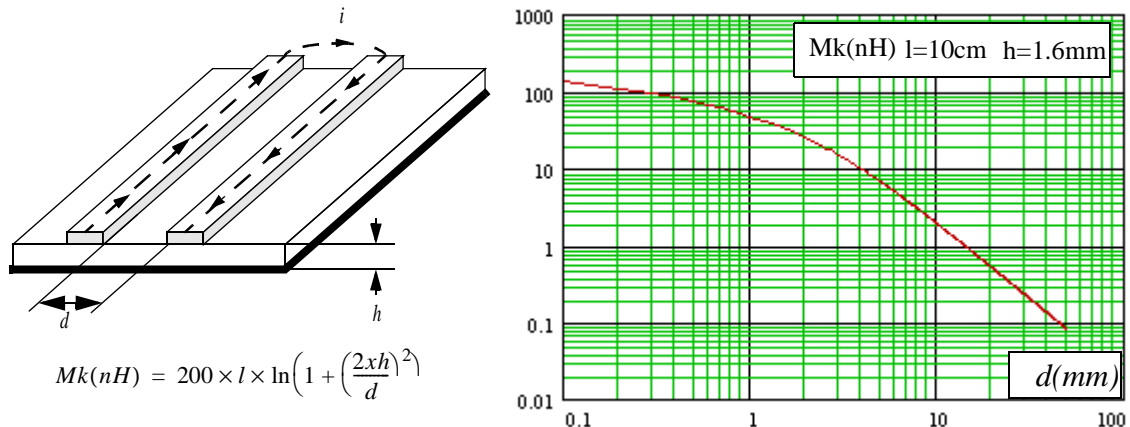 i
d
h
Mk(nH) = 200 × l × ln(1 + (2xh/d)^2)
Mk(nH) l=10cm h=1.6mm
1000
100
10
1
0.1
0.01
0.1 1 10 100
d(mm)